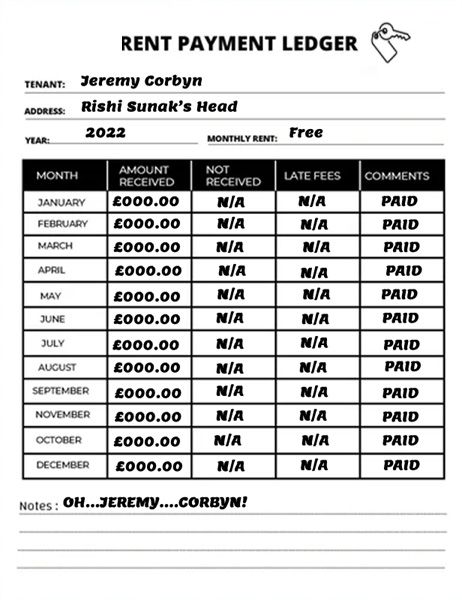 RENT PAYMENT LEDGER
TENANT: Jeremy Corbyn
ADDRESS: Rishi Sunak's Head
YEAR: 2022 MONTHLY RENT: Free
MONTH AMOUNT RECEIVED NOT RECEIVED LATE FEES COMMENTS
JANUARY £000.00 N/A N/A PAID
FEBRUARY £000.00 N/A N/A PAID
MARCH £000.00 N/A N/A PAID
APRIL £000.00 N/A N/A PAID
MAY £000.00 N/A N/A PAID
JUNE £000.00 N/A N/A PAID
JULY £000.00 N/A N/A PAID
AUGUST £000.00 N/A N/A PAID
SEPTEMBER £000.00 N/A N/A PAID
NOVEMBER £000.00 N/A N/A PAID
OCTOBER £000.00 N/A N/A PAID
DECEMBER £000.00 N/A N/A PAID
Notes : OH...JEREMY....CORBYN!